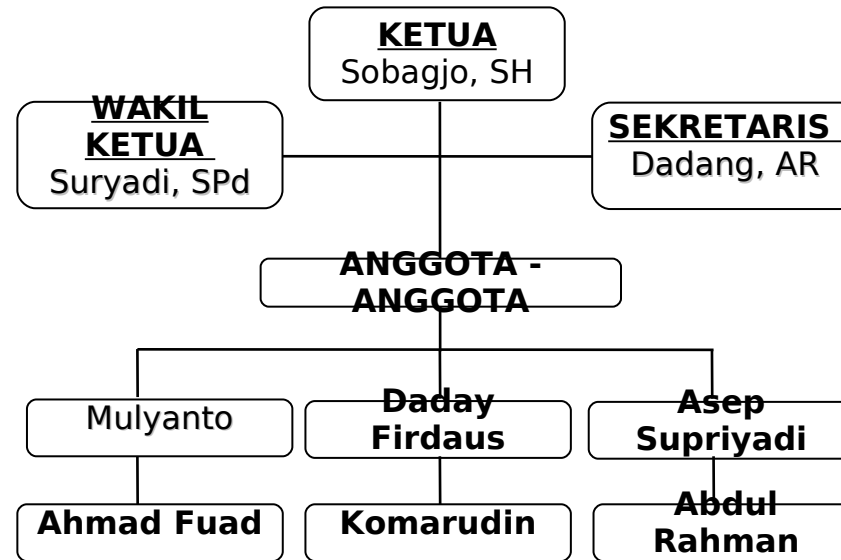 KETUA
Sobagjo, SH
WAKIL
KETUA
Suryadi, SPd
SEKRETARIS
Dadang, AR
ANGGOTA -
ANGGOTA
Mulyanto
Daday
Firdaus
Asep
Supriyadi
Ahmad Fuad
Komarudin
Abdul
Rahman